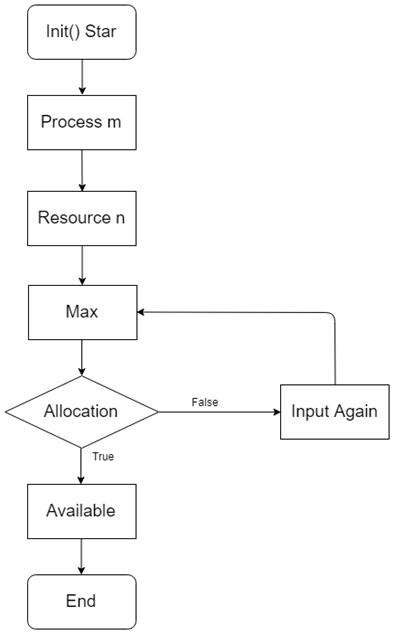 Init() Star
Process m
Resource n
Max
Allocation
False
Input Again
True
Available
End